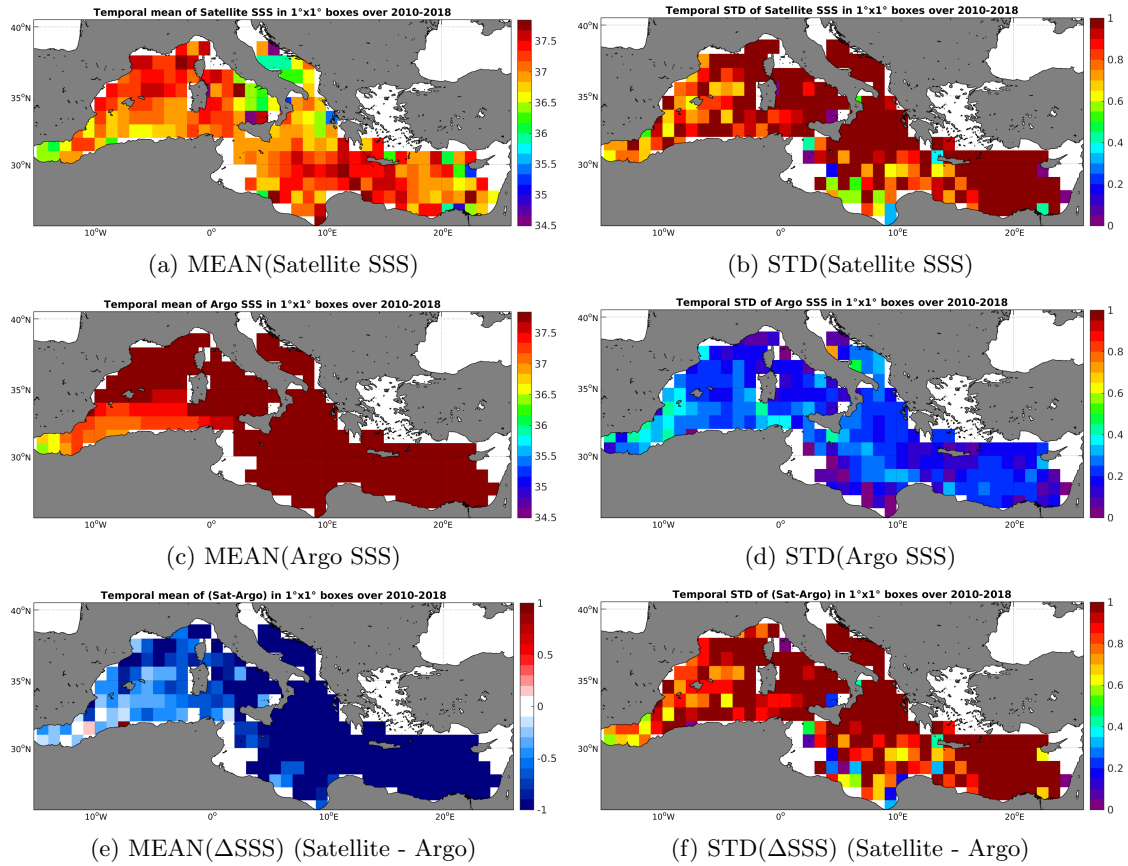 Temporal mean of Satellite SSS in 1°x1° boxes over 2010-2018
40°N
35°N
30°N
10°W
0°
10°E
20°E
37.5
37
36.5
36
35.5
35
34.5
(a) MEAN(Satellite SSS)
Temporal STD of Satellite SSS in 1°x1° boxes over 2010-2018
40°N
35°N
30°N
10°W
0°
10°E
20°E
1
0.8
0.6
0.4
0.2
0
(b) STD(Satellite SSS)
Temporal mean of Argo SSS in 1°x1° boxes over 2010-2018
40°N
35°N
30°N
10°W
0°
10°E
20°E
37.5
37
36.5
36
35.5
35
34.5
(c) MEAN(Argo SSS)
Temporal STD of Argo SSS in 1°x1° boxes over 2010-2018
40°N
35°N
30°N
10°W
0°
10°E
20°E
1
0.8
0.6
0.4
0.2
0
(d) STD(Argo SSS)
Temporal mean of (Sat-Argo) in 1°x1° boxes over 2010-2018
40°N
35°N
30°N
10°W
0°
10°E
20°E
1
0.5
0
-0.5
-1
(e) MEAN(ΔSSS) (Satellite - Argo)
Temporal STD of (Sat-Argo) in 1°x1° boxes over 2010-2018
40°N
35°N
30°N
10°W
0°
10°E
20°E
1
0.8
0.6
0.4
0.2
0
(f) STD(ΔSSS) (Satellite - Argo)